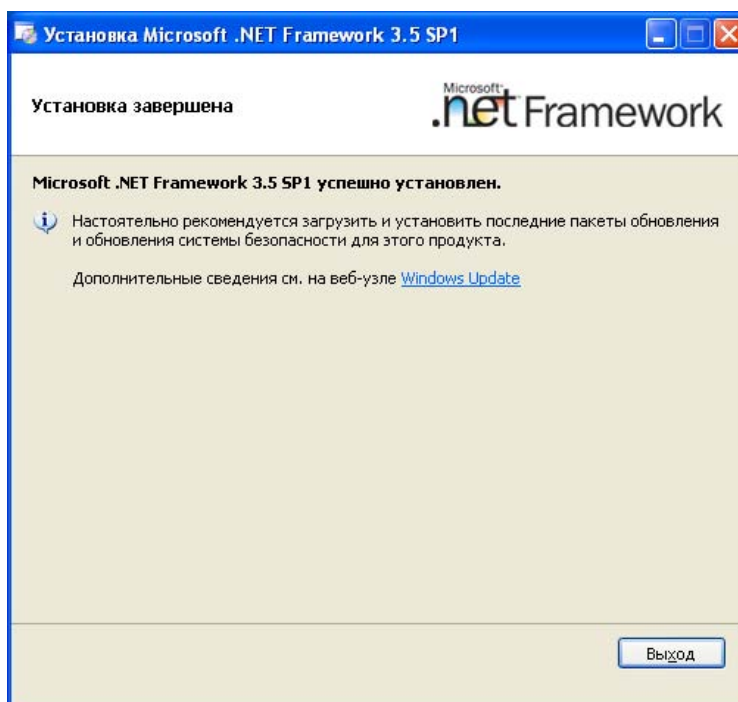 Установка Microsoft .NET Framework 3.5 SP1
Установка завершена
Microsoft
.net Framework
Microsoft .NET Framework 3.5 SP1 успешно установлен.
Настоятельно рекомендуется загрузить и установить последние пакеты обновления
и обновления системы безопасности для этого продукта.
Дополнительные сведения см. на веб-узле Windows Update
Выход